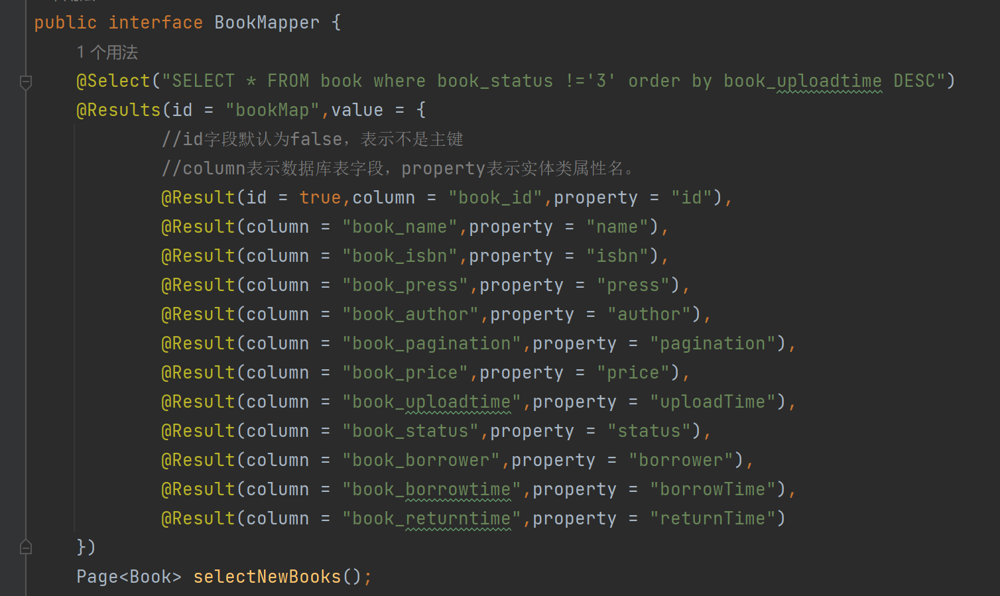 public interface BookMapper {
1 个用法
@Select("SELECT * FROM book where book_status !='3' order by book_uploadtime DESC")
@Results(id = "bookMap",value = {
//id字段默认为false，表示不是主键
//column表示数据库表字段，property表示实体类属性名。
@Result(id = true,column = "book_id",property = "id"),
@Result(column = "book_name",property = "name"),
@Result(column = "book_isbn",property = "isbn"),
@Result(column = "book_press",property = "press"),
@Result(column = "book_author",property = "author"),
@Result(column = "book_pagination",property = "pagination"),
@Result(column = "book_price",property = "price"),
@Result(column = "book_uploadtime",property = "uploadTime"),
@Result(column = "book_status",property = "status"),
@Result(column = "book_borrower",property = "borrower"),
@Result(column = "book_borrowtime",property = "borrowTime"),
@Result(column = "book_returntime",property = "returnTime")
})
Page<Book> selectNewBooks();